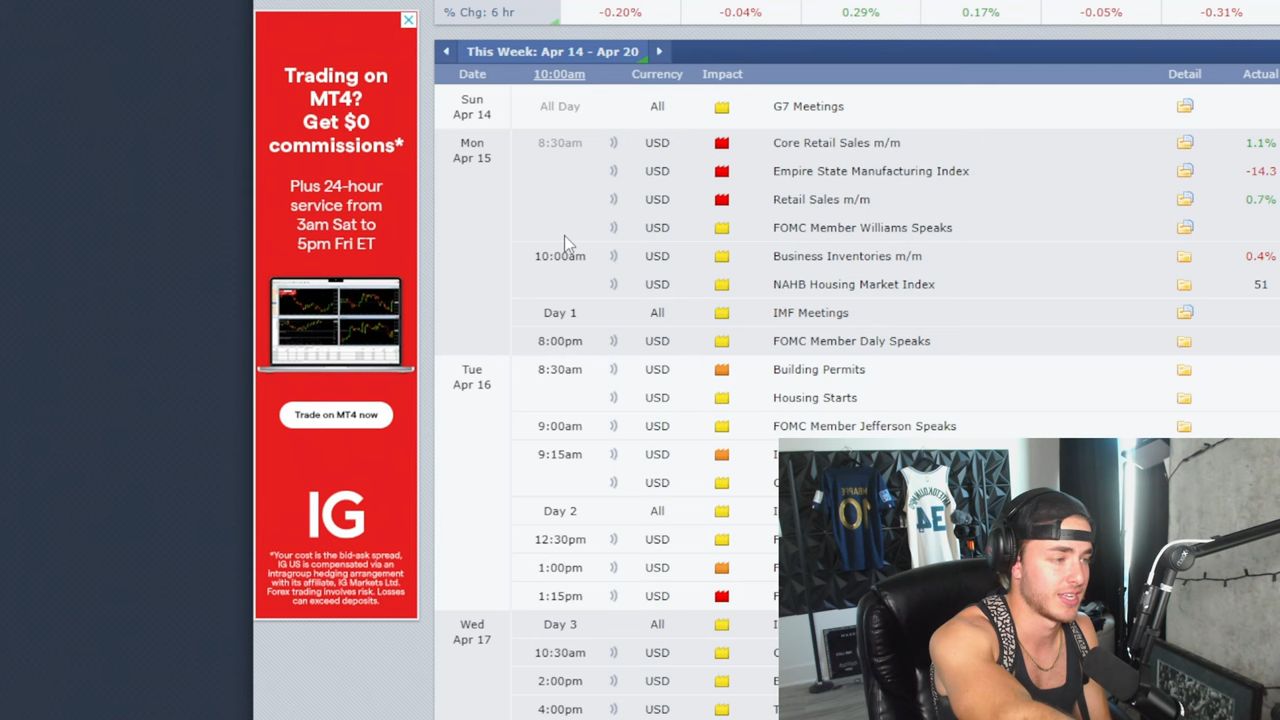 % Chg: 6 hr -0.20% -0.04% 0.29% 0.17% -0.05% -0.31%
This Week: Apr 14 - Apr 20
Date 10:00am Currency Impact Detail Actual
Sun Apr 14 All Day All G7 Meetings
Mon Apr 15 8:30am USD Core Retail Sales m/m 1.1%
USD Empire State Manufacturing Index -14.3
USD Retail Sales m/m 0.7%
USD FOMC Member Williams Speaks
10:00am USD Business Inventories m/m 0.4%
USD NAHB Housing Market Index 51
Day 1 All IMF Meetings
8:00pm USD FOMC Member Daly Speaks
Tue Apr 16 8:30am USD Building Permits
USD Housing Starts
9:00am USD FOMC Member Jefferson Speaks
9:15am USD
USD
Day 2 All
12:30pm USD
1:00pm USD
1:15pm USD
Wed Apr 17 Day 3 All
10:30am USD
2:00pm USD
4:00pm USD
Trading on
MT4?
Get $0
commissions*
Plus 24-hour
service from
3am Sat to
5pm Fri ET
Trade on MT4 now
IG
*Your cost is the bid-ask spread,
IG US is compensated via an
intragroup hedging arrangement
with its affiliate, IG Markets Ltd.
Forex trading involves risk. Losses
can exceed deposits.
10
34